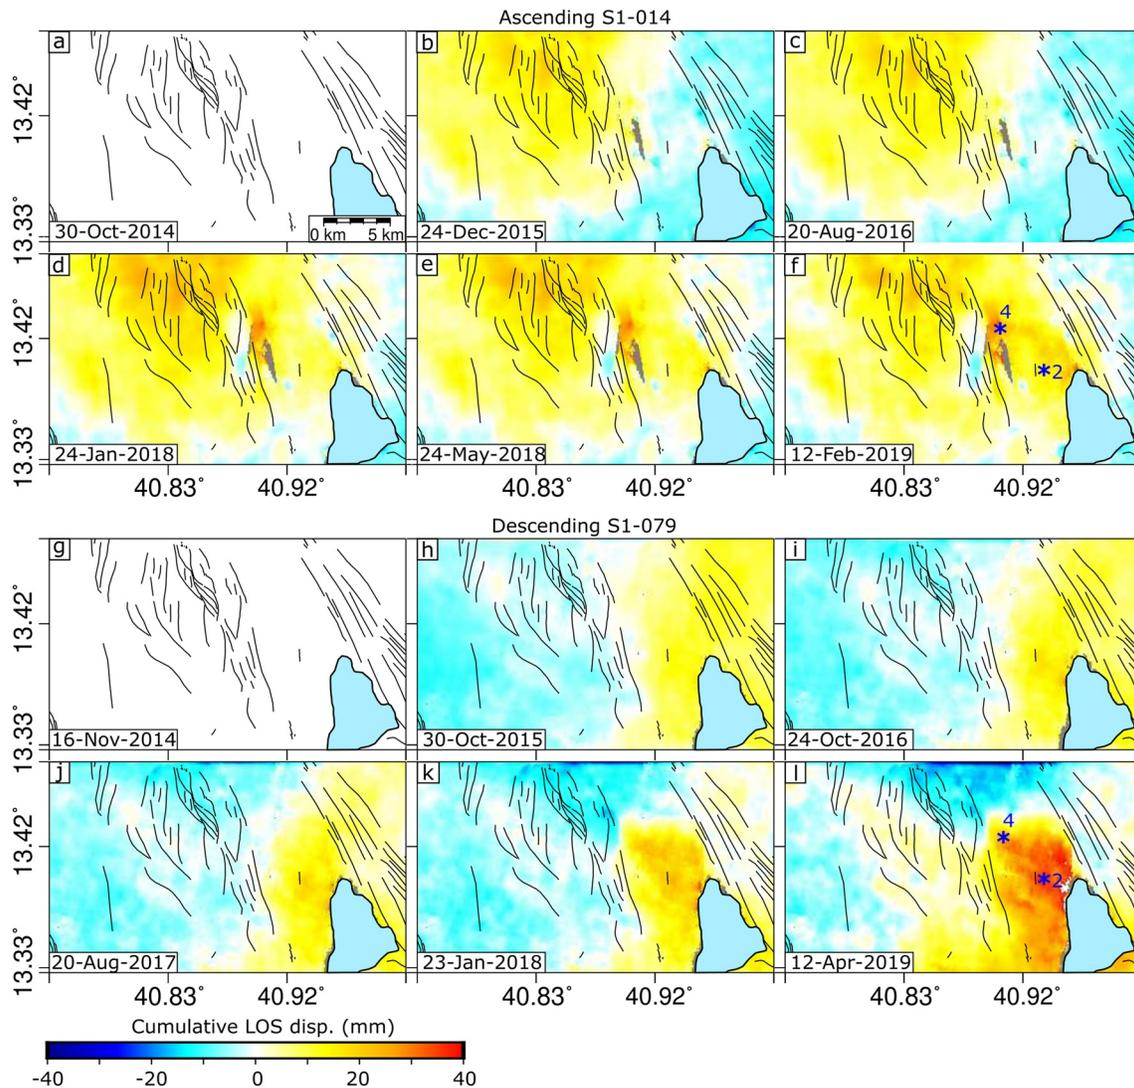 Ascending S1-014
a
b
c
13.42°
13.33°
30-Oct-2014
0 km 5 km
24-Dec-2015
20-Aug-2016
d
e
f
4
2
13.42°
13.33°
24-Jan-2018
24-May-2018
12-Feb-2019
40.83° 40.92° 40.83° 40.92° 40.83° 40.92°
Descending S1-079
g
h
i
13.42°
13.33°
16-Nov-2014
30-Oct-2015
24-Oct-2016
j
k
l
4
2
13.42°
13.33°
20-Aug-2017
23-Jan-2018
12-Apr-2019
40.83° 40.92° 40.83° 40.92° 40.83° 40.92°
Cumulative LOS disp. (mm)
-40 -20 0 20 40